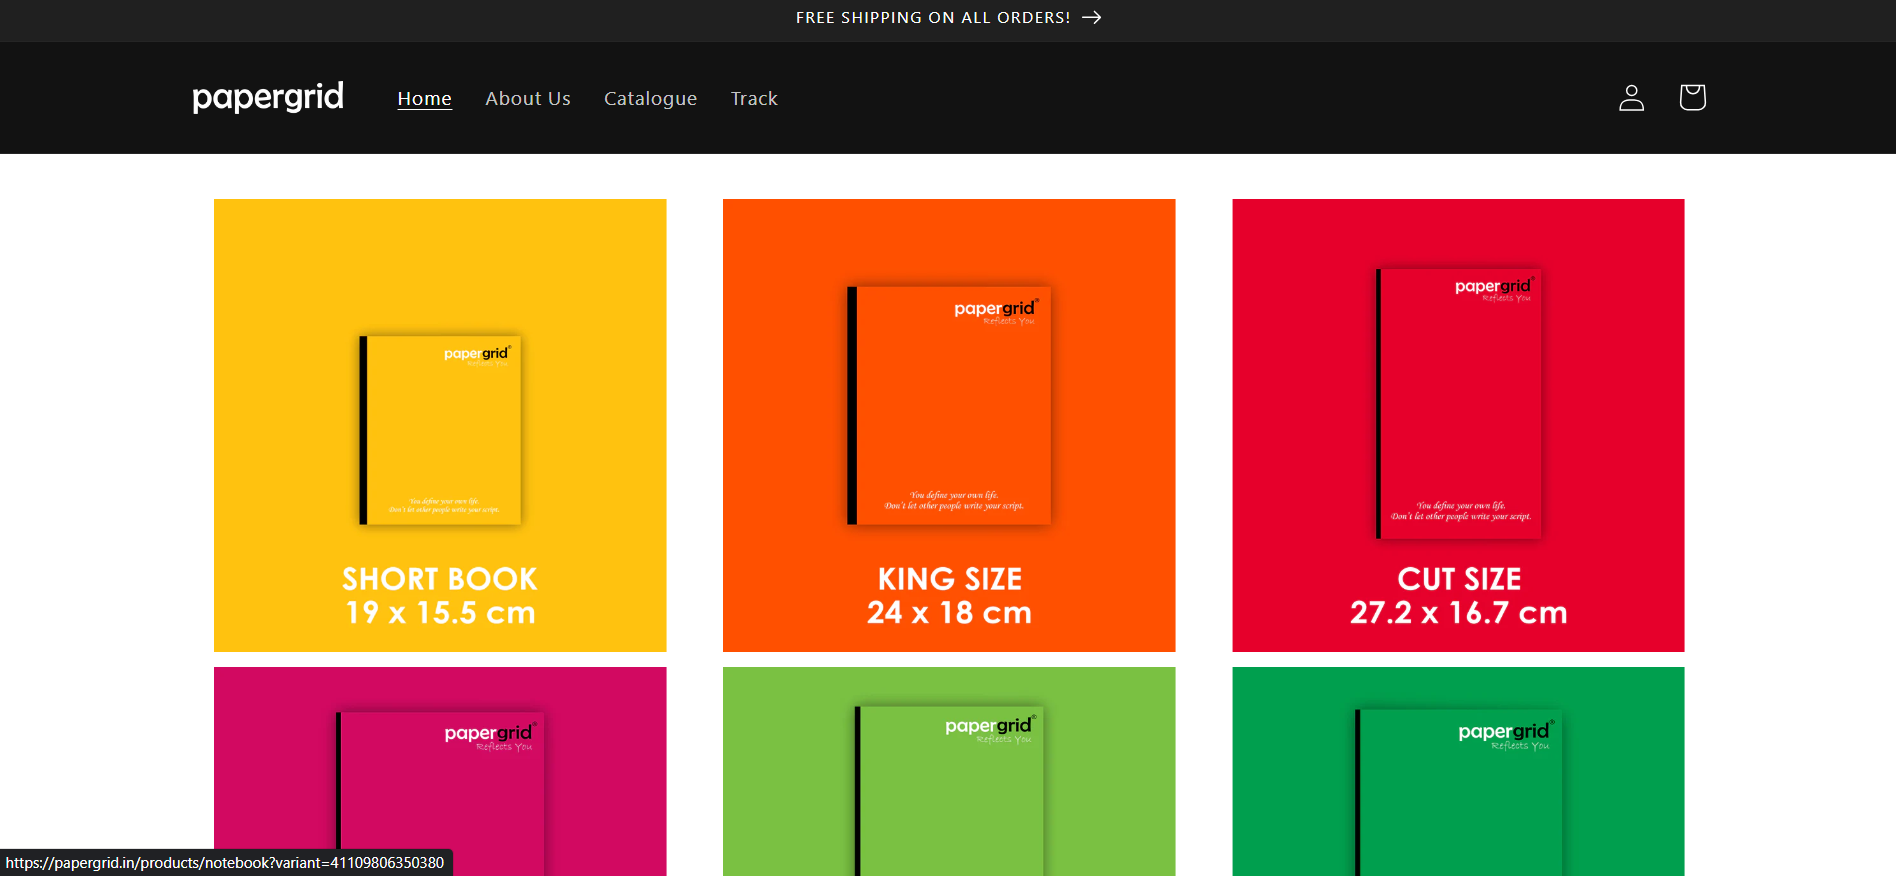 FREE SHIPPING ON ALL ORDERS!
papergrid
Home
About Us
Catalogue
Track
papergrid®
Reflects You
You define your own life.
Don't let other people write your script.
SHORT BOOK
19 x 15.5 cm
papergrid®
Reflects You
You define your own life.
Don't let other people write your script.
KING SIZE
24 x 18 cm
papergrid®
Reflects You
You define your own life.
Don't let other people write your script.
CUT SIZE
27.2 x 16.7 cm
papergrid®
Reflects You
papergrid®
Reflects You
papergrid®
Reflects You
https://papergrid.in/products/notebook?variant=41109806350380